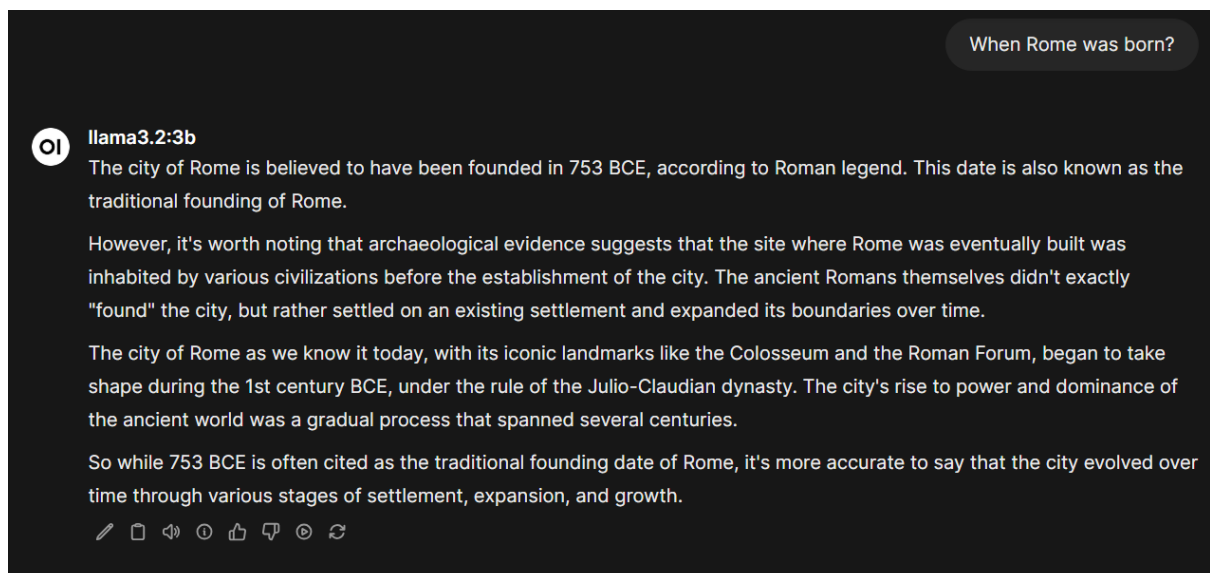 When Rome was born?
OI
llama3.2:3b
The city of Rome is believed to have been founded in 753 BCE, according to Roman legend. This date is also known as the
traditional founding of Rome.
However, it's worth noting that archaeological evidence suggests that the site where Rome was eventually built was
inhabited by various civilizations before the establishment of the city. The ancient Romans themselves didn't exactly
"found" the city, but rather settled on an existing settlement and expanded its boundaries over time.
The city of Rome as we know it today, with its iconic landmarks like the Colosseum and the Roman Forum, began to take
shape during the 1st century BCE, under the rule of the Julio-Claudian dynasty. The city's rise to power and dominance of
the ancient world was a gradual process that spanned several centuries.
So while 753 BCE is often cited as the traditional founding date of Rome, it's more accurate to say that the city evolved over
time through various stages of settlement, expansion, and growth.